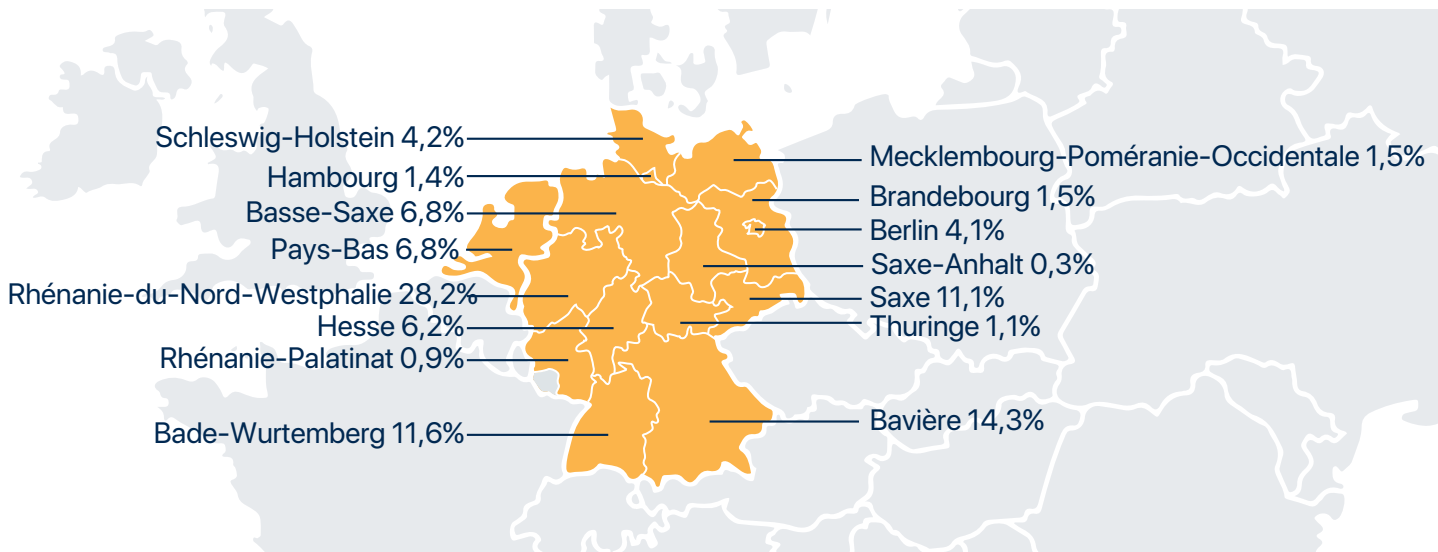 Schleswig-Holstein 4,2%
Hambourg 1,4%
Basse-Saxe 6,8%
Pays-Bas 6,8%
Rhénanie-du-Nord-Westphalie 28,2%
Hesse 6,2%
Rhénanie-Palatinat 0,9%
Bade-Wurtemberg 11,6%
Mecklembourg-Poméranie-Occidentale 1,5%
Brandebourg 1,5%
Berlin 4,1%
Saxe-Anhalt 0,3%
Saxe 11,1%
Thuringe 1,1%
Bavière 14,3%